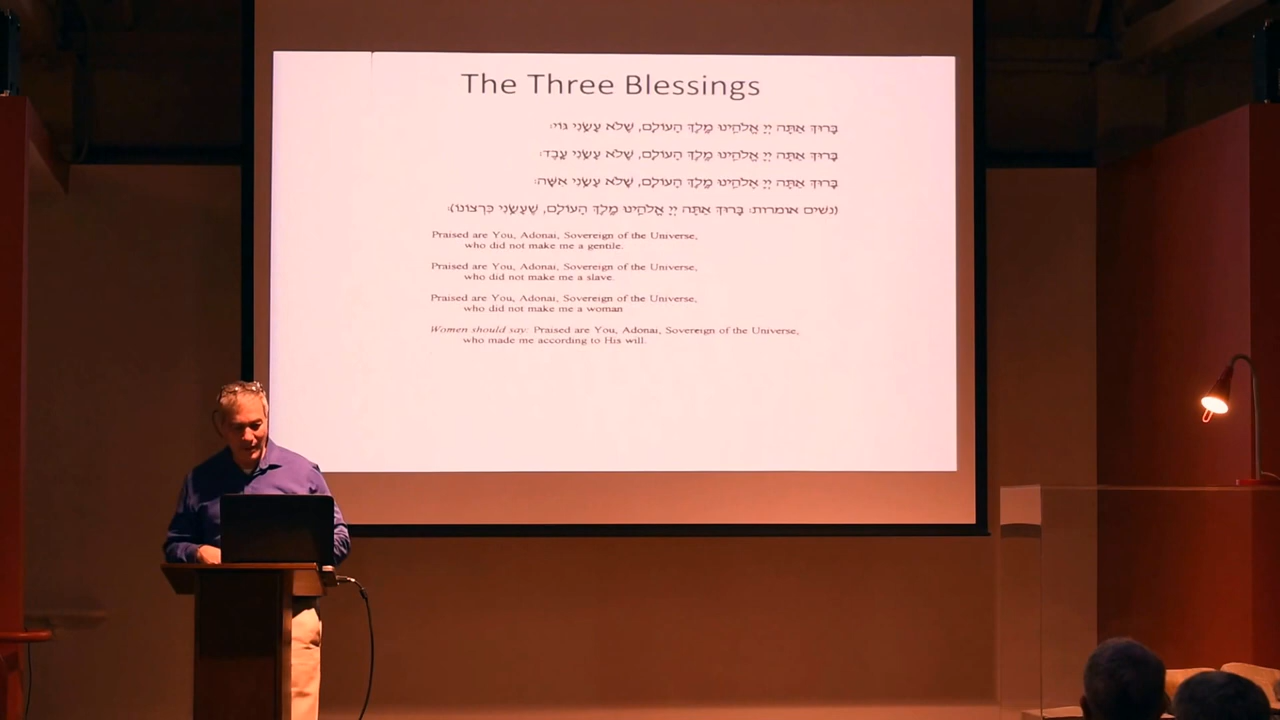 The Three Blessings
בָּרוּךְ אַתָּה יְיָ אֱלֹהֵינוּ מֶלֶךְ הָעוֹלָם, שֶׁלֹּא עָשַׂנִי גּוֹי׃
בָּרוּךְ אַתָּה יְיָ אֱלֹהֵינוּ מֶלֶךְ הָעוֹלָם, שֶׁלֹּא עָשַׂנִי עָבֶד׃
בָּרוּךְ אַתָּה יְיָ אֱלֹהֵינוּ מֶלֶךְ הָעוֹלָם, שֶׁלֹּא עָשַׂנִי אִשָּׁה׃
(נשים אומרות: בָּרוּךְ אַתָּה יְיָ אֱלֹהֵינוּ מֶלֶךְ הָעוֹלָם, שֶׁעָשַׂנִי כִּרְצוֹנוֹ)׃
Praised are You, Adonai, Sovereign of the Universe,
who did not make me a gentile.
Praised are You, Adonai, Sovereign of the Universe,
who did not make me a slave.
Praised are You, Adonai, Sovereign of the Universe,
who did not make me a woman
Women should say: Praised are You, Adonai, Sovereign of the Universe,
who made me according to His will.